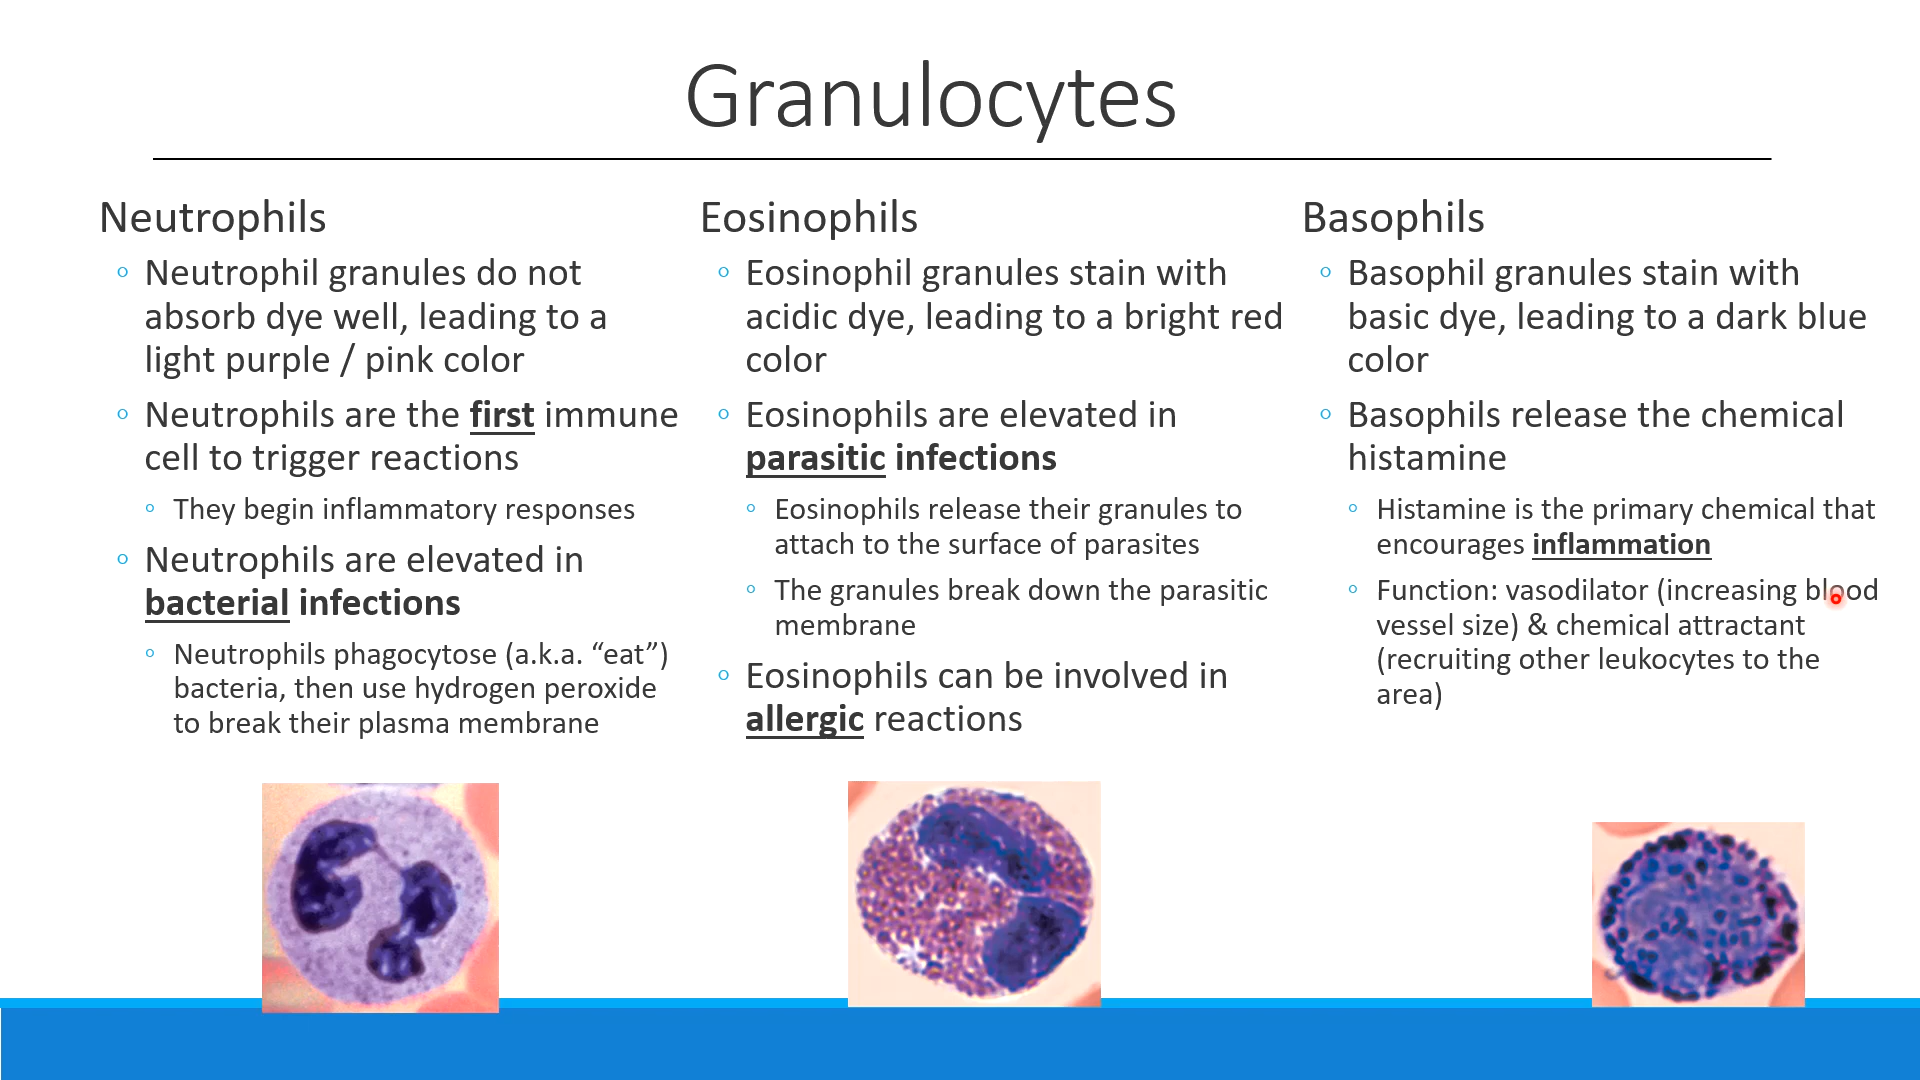 Granulocytes
Neutrophils
◦ Neutrophil granules do not
absorb dye well, leading to a
light purple / pink color
◦ Neutrophils are the first immune
cell to trigger reactions
◦ They begin inflammatory responses
◦ Neutrophils are elevated in
bacterial infections
◦ Neutrophils phagocytose (a.k.a. “eat”)
bacteria, then use hydrogen peroxide
to break their plasma membrane
Eosinophils
◦ Eosinophil granules stain with
acidic dye, leading to a bright red
color
◦ Eosinophils are elevated in
parasitic infections
◦ Eosinophils release their granules to
attach to the surface of parasites
◦ The granules break down the parasitic
membrane
◦ Eosinophils can be involved in
allergic reactions
Basophils
◦ Basophil granules stain with
basic dye, leading to a dark blue
color
◦ Basophils release the chemical
histamine
◦ Histamine is the primary chemical that
encourages inflammation
◦ Function: vasodilator (increasing blood
vessel size) & chemical attractant
(recruiting other leukocytes to the
area)